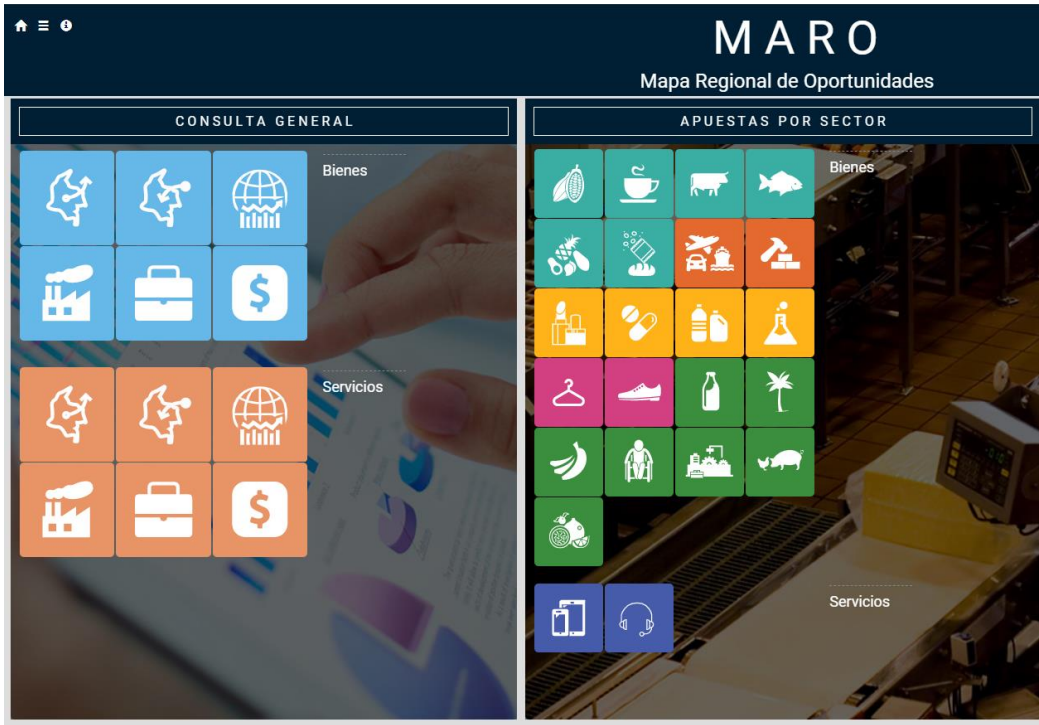 MARO
Mapa Regional de Oportunidades
CONSULTA GENERAL
Bienes
Servicios
APUESTAS POR SECTOR
Bienes
Servicios